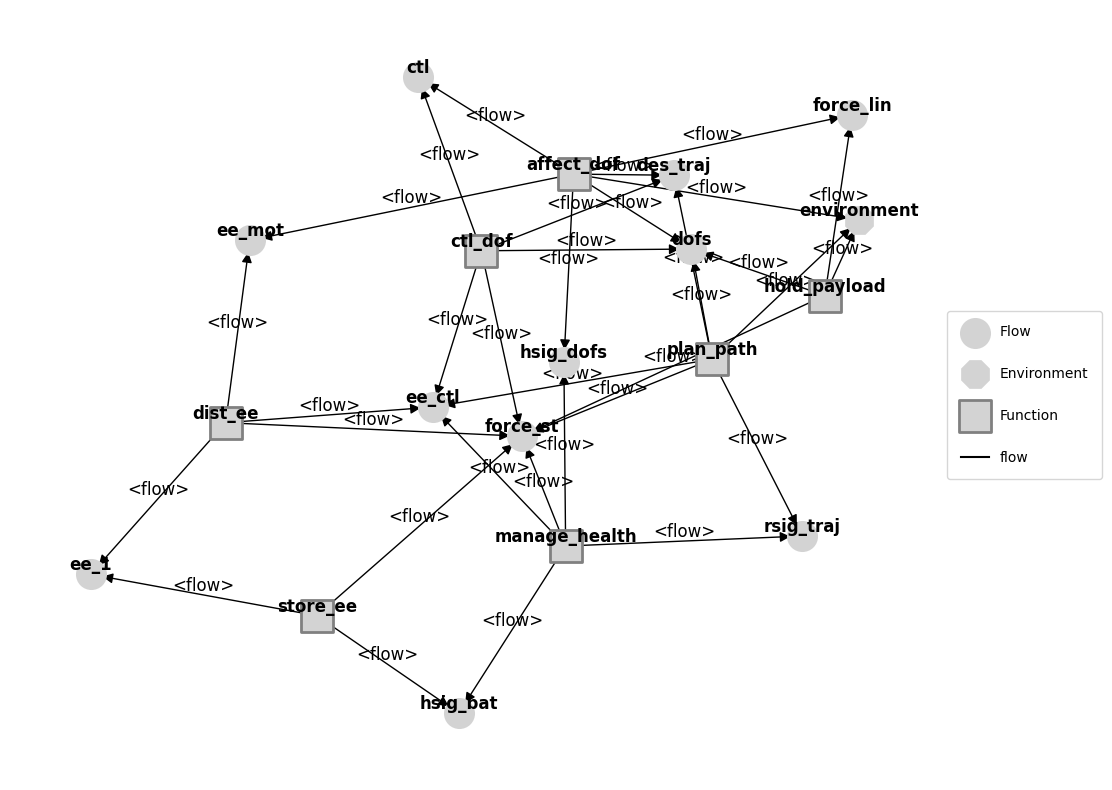 ctl
force_lin
<flow>
<flow>
<flow>
affect_dof
<flow>
des_traj
<flow>
<flow>
<flow>
<flow>
<flow>
environment
ee_mot
ctl_dof
<flow>
dofs
<flow>
<flow>
<flow>
<flow>
<flow>
hold_payload
<flow>
<flow>
<flow>
<flow>
Flow
hsig_dofs
plan_path
<flow>
<flow>
Environment
<flow>
ee_ctl
<flow>
dist_ee
<flow>
Function
force_st
<flow>
<flow>
flow
<flow>
<flow>
<flow>
<flow>
rsig_traj
<flow>
manage_health
ee_1
<flow>
store_ee
<flow>
<flow>
hsig_bat